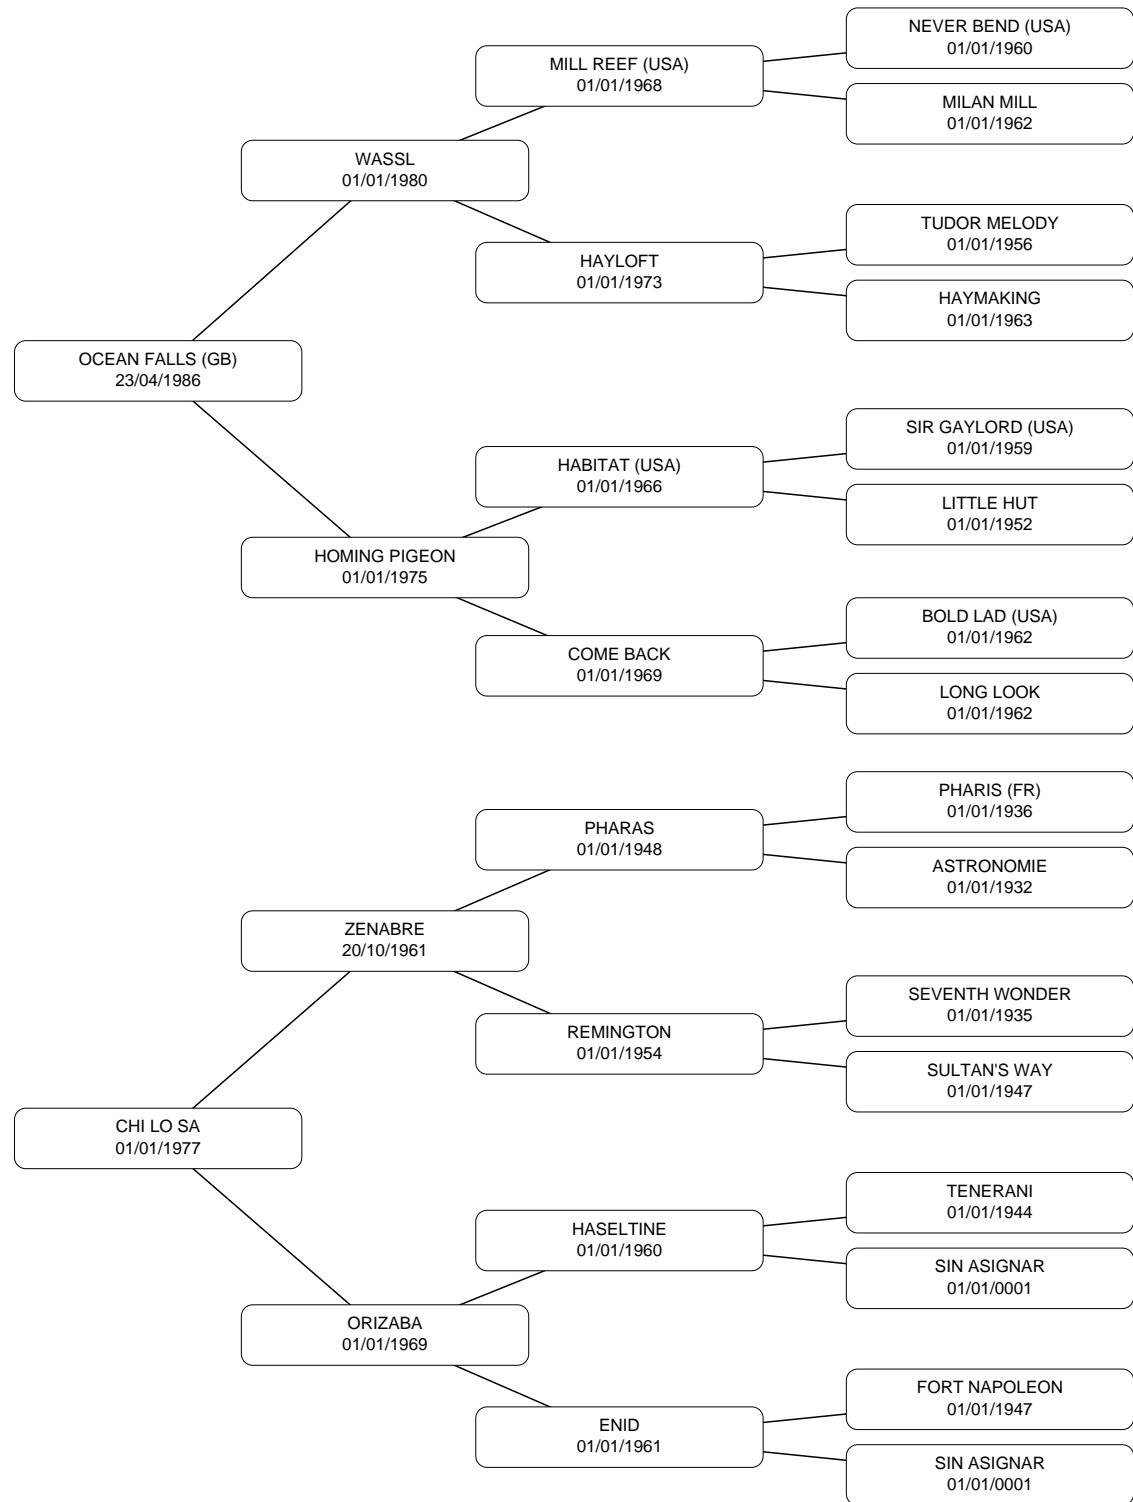 NEVER BEND (USA)
01/01/1960
MILL REEF (USA)
01/01/1968
MILAN MILL
01/01/1962
WASSL
01/01/1980
TUDOR MELODY
01/01/1956
HAYLOFT
01/01/1973
HAYMAKING
01/01/1963
OCEAN FALLS (GB)
23/04/1986
SIR GAYLORD (USA)
01/01/1959
HABITAT (USA)
01/01/1966
LITTLE HUT
01/01/1952
HOMING PIGEON
01/01/1975
BOLD LAD (USA)
01/01/1962
COME BACK
01/01/1969
LONG LOOK
01/01/1962
PHARIS (FR)
01/01/1936
PHARAS
01/01/1948
ASTRONOMIE
01/01/1932
ZENABRE
20/10/1961
SEVENTH WONDER
01/01/1935
REMINGTON
01/01/1954
SULTAN'S WAY
01/01/1947
CHI LO SA
01/01/1977
TENERANI
01/01/1944
HASELTINE
01/01/1960
SIN ASIGNAR
01/01/0001
ORIZABA
01/01/1969
FORT NAPOLEON
01/01/1947
ENID
01/01/1961
SIN ASIGNAR
01/01/0001